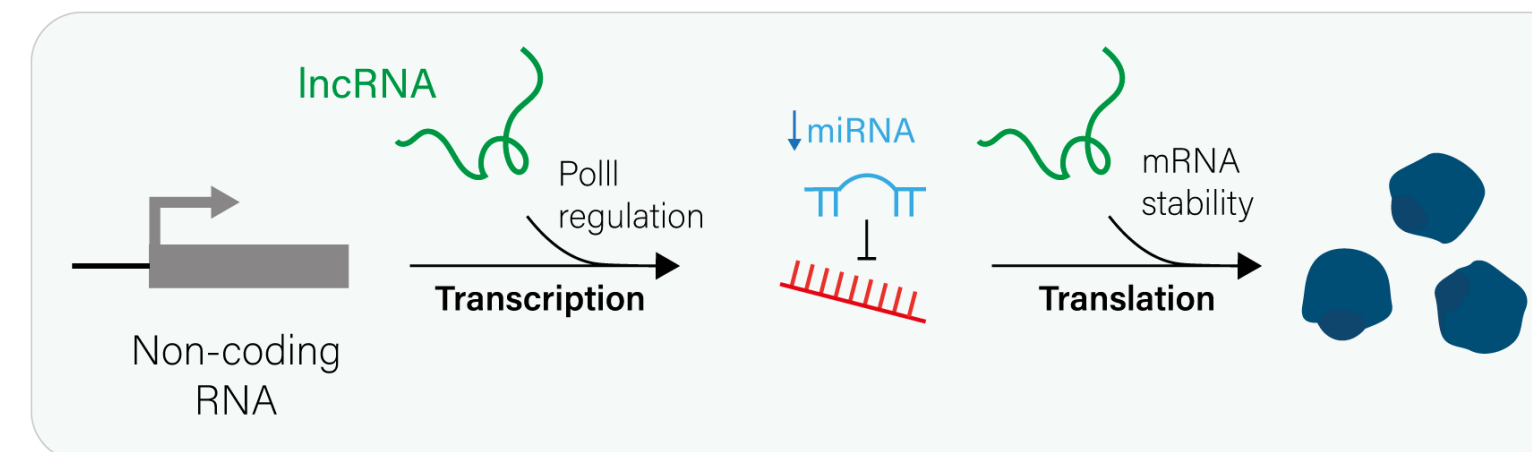 lncRNA
PolII
regulation
Transcription
Non-coding
RNA
↓miRNA
mRNA
stability
Translation